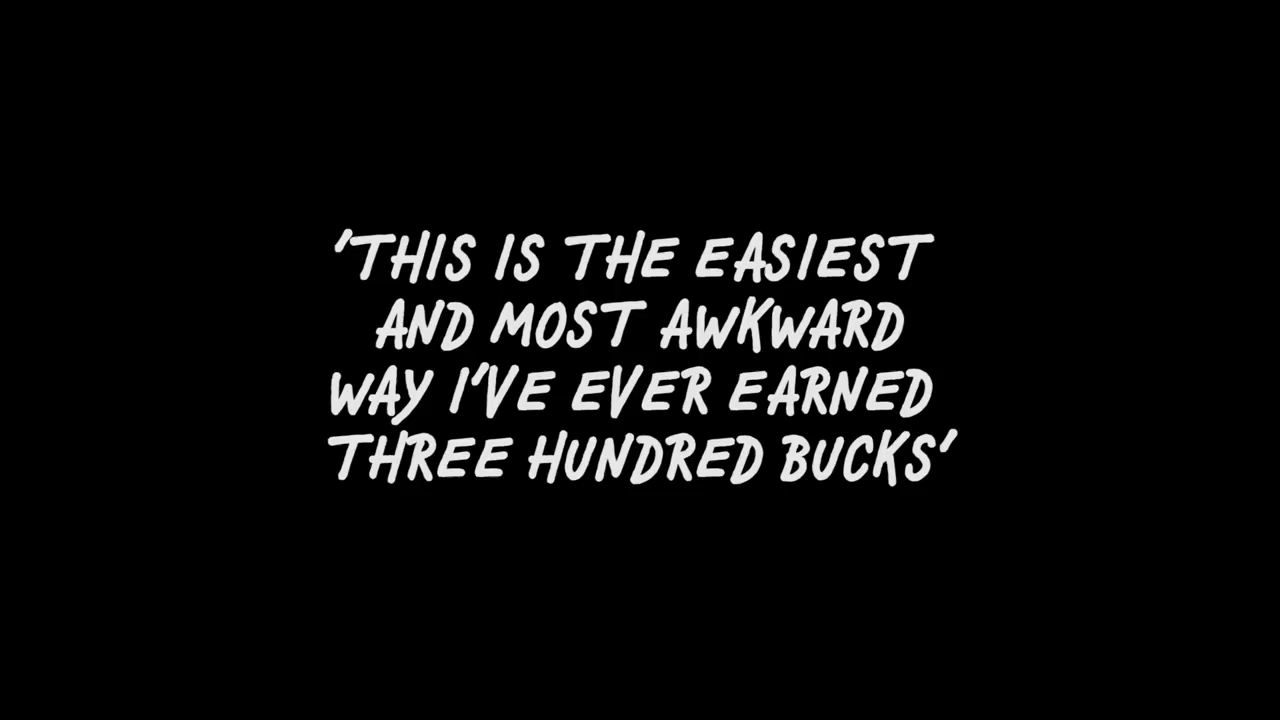 'THIS IS THE EASIEST
AND MOST AWKWARD
WAY I'VE EVER EARNED
THREE HUNDRED BUCKS'